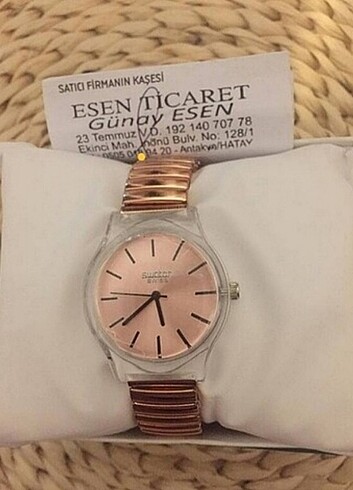 SATICI FİRMANIN KAŞESİ
ESEN TİCARET
Günay ESEN
23 Temmuz V.D. 192 140 707 78
Ekinci Mah. İnönü Bulv. No: 128/1
20 - Antakya/HATAY
SWISS